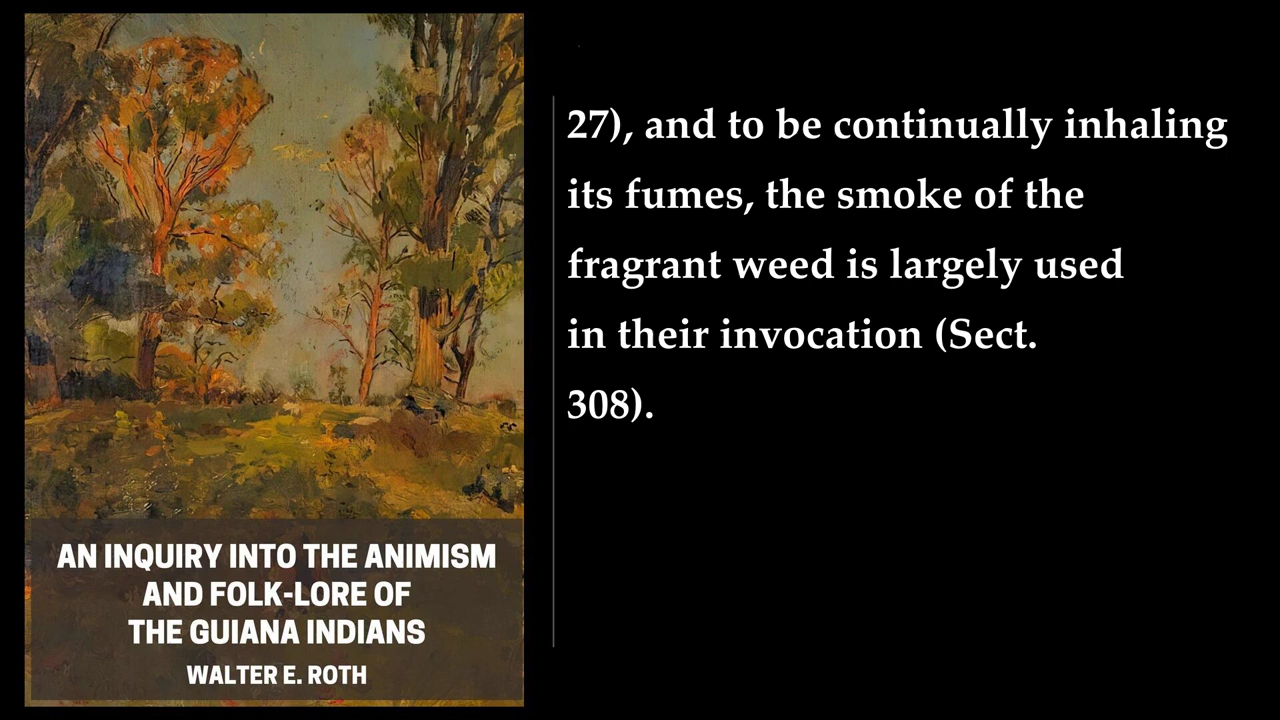 27), and to be continually inhaling
its fumes, the smoke of the
fragrant weed is largely used
in their invocation (Sect.
308).
AN INQUIRY INTO THE ANIMISM
AND FOLK-LORE OF
THE GUIANA INDIANS
WALTER E. ROTH